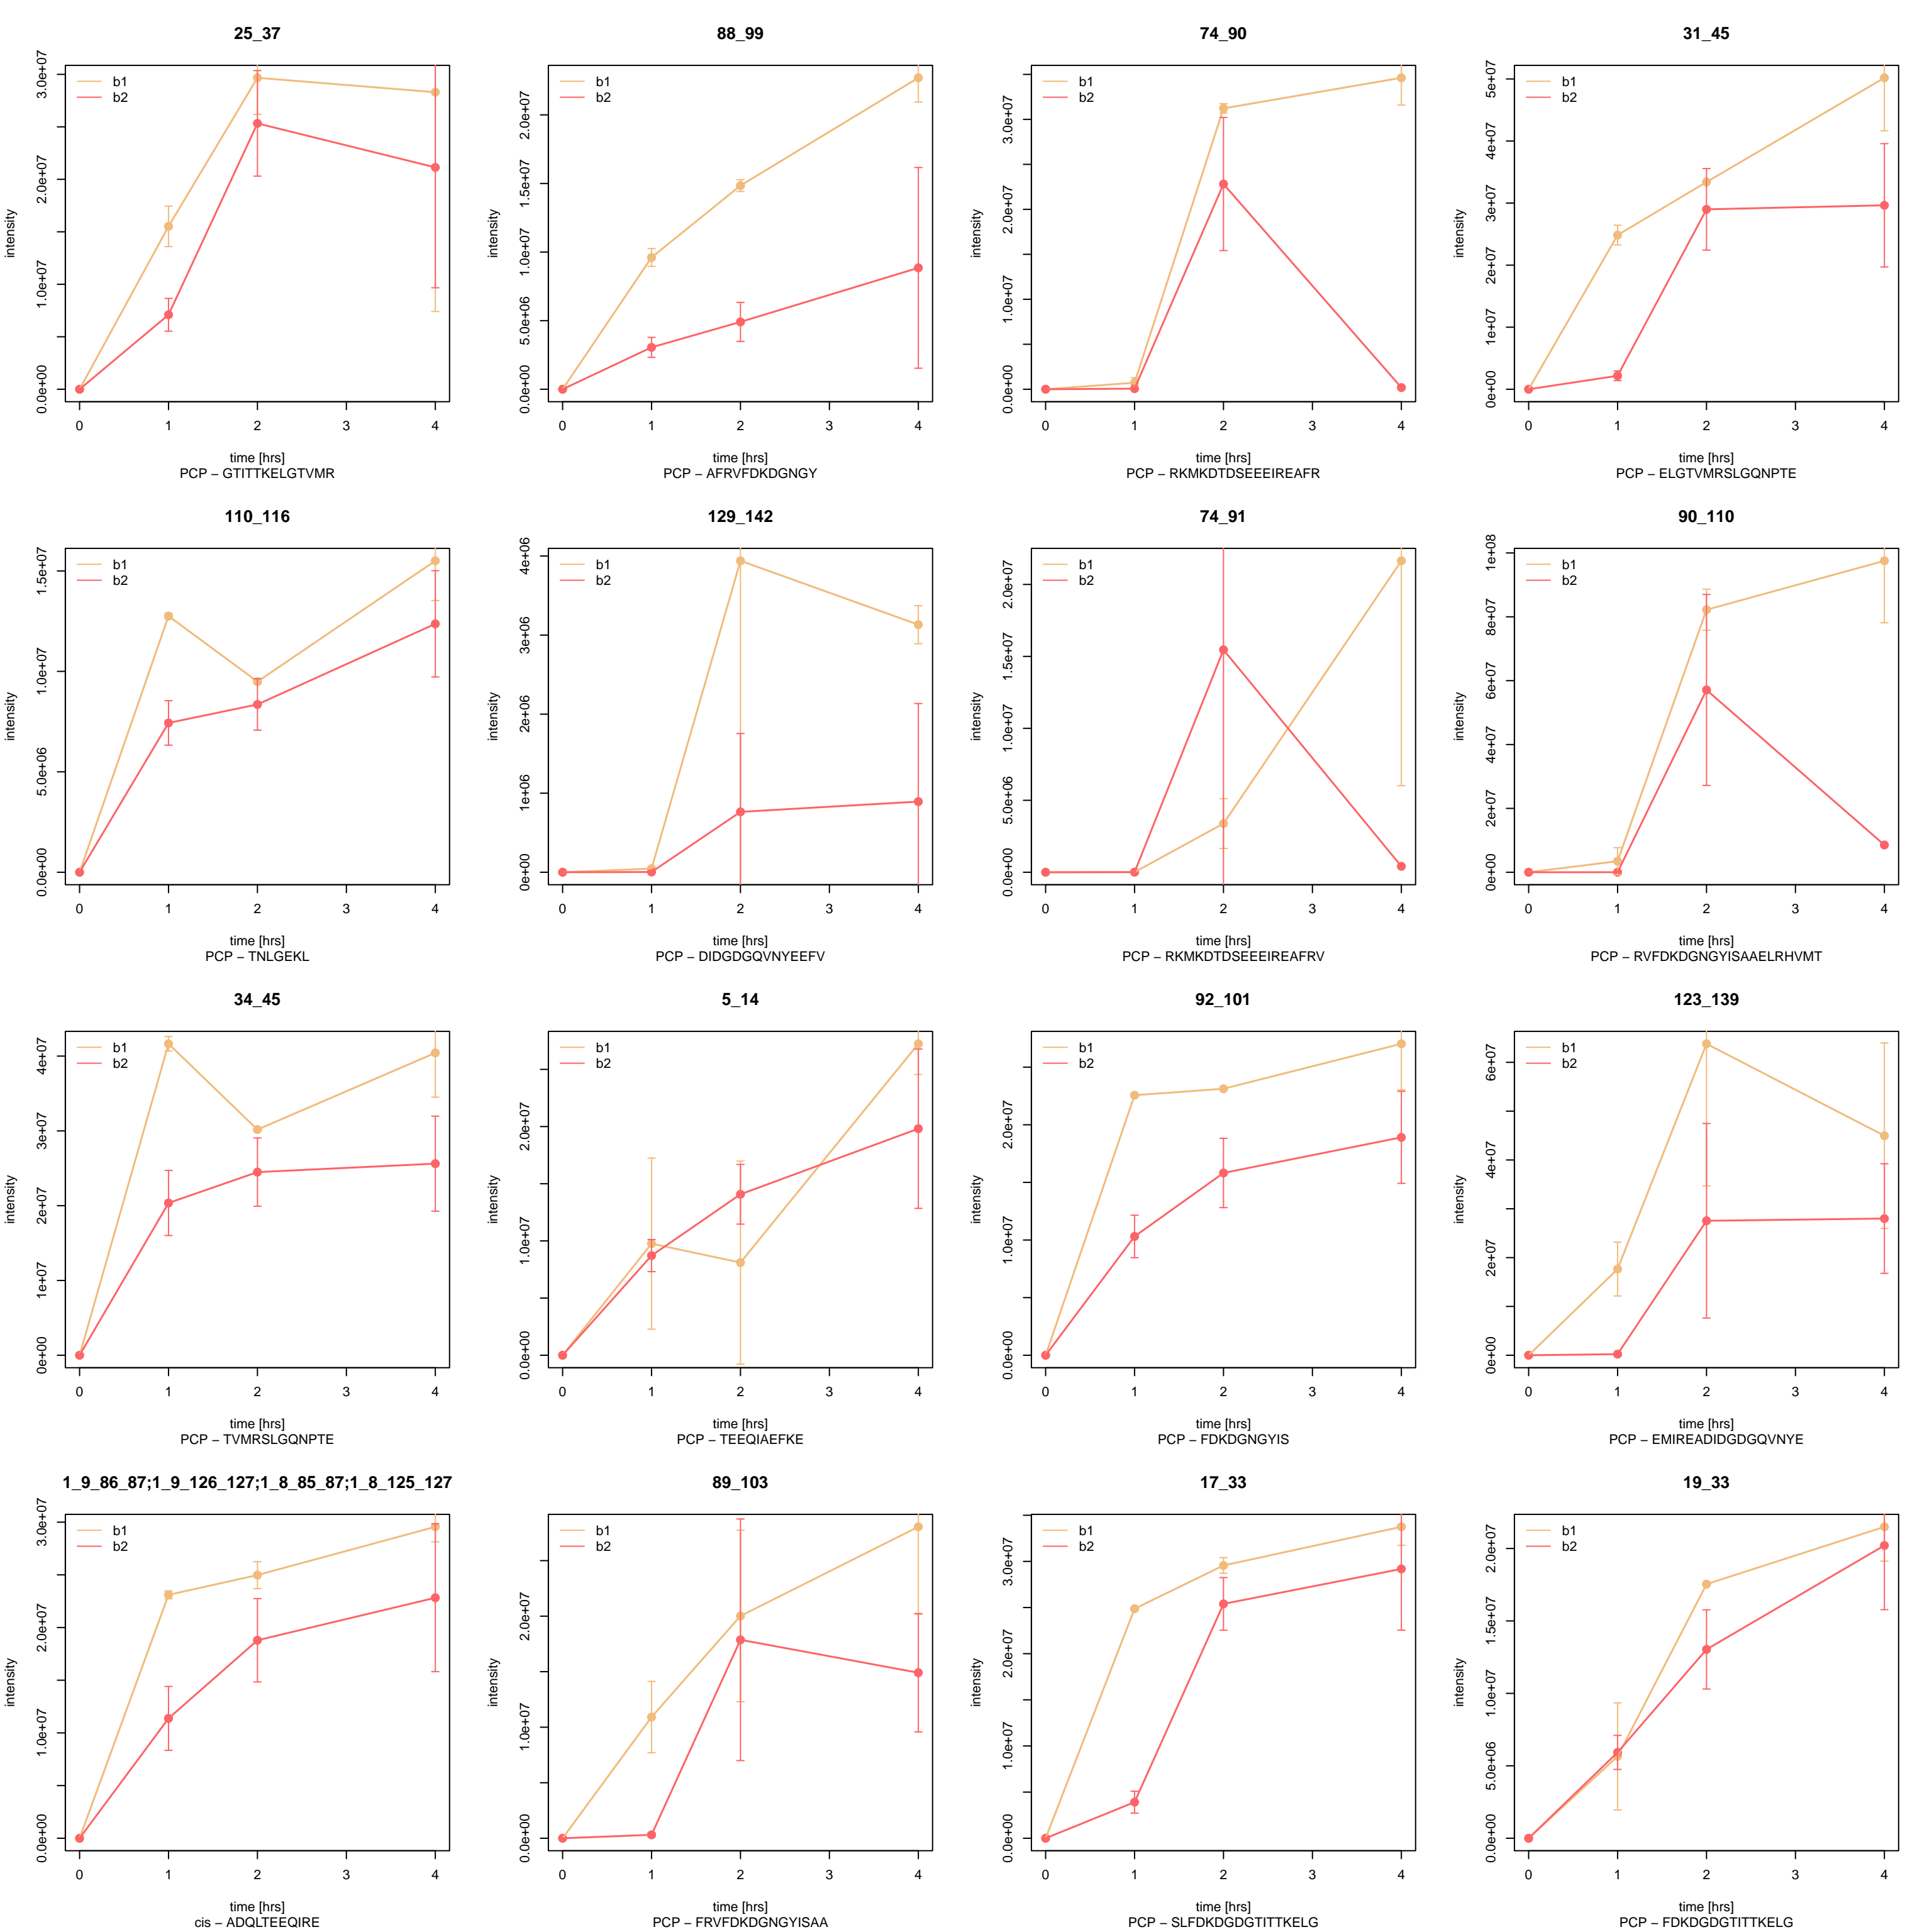 25_37
b1
b2
intensity
0.0e+00
1.0e+07
2.0e+07
3.0e+07
0 1 2 3 4
time [hrs]
PCP – GTITTKELGTVMR
88_99
b1
b2
intensity
0.0e+00
5.0e+06
1.0e+07
1.5e+07
2.0e+07
0 1 2 3 4
time [hrs]
PCP – AFRVFDKDGNGY
74_90
b1
b2
intensity
0.0e+00
1.0e+07
2.0e+07
3.0e+07
0 1 2 3 4
time [hrs]
PCP – RKMKDTDSEEEIREAFR
31_45
b1
b2
intensity
0e+00
1e+07
2e+07
3e+07
4e+07
5e+07
0 1 2 3 4
time [hrs]
PCP – ELGTVMRSLGQNPTE
110_116
b1
b2
intensity
0.0e+00
5.0e+06
1.0e+07
1.5e+07
0 1 2 3 4
time [hrs]
PCP – TNLGEKL
129_142
b1
b2
intensity
0e+00
1e+06
2e+06
3e+06
4e+06
0 1 2 3 4
time [hrs]
PCP – DIDGDGQVNYEEFV
74_91
b1
b2
intensity
0.0e+00
5.0e+06
1.0e+07
1.5e+07
2.0e+07
0 1 2 3 4
time [hrs]
PCP – RKMKDTDSEEEIREAFRV
90_110
b1
b2
intensity
0e+00
2e+07
4e+07
6e+07
8e+07
1e+08
0 1 2 3 4
time [hrs]
PCP – RVFDKDGNGYISAAELRHVMT
34_45
b1
b2
intensity
0e+00
1e+07
2e+07
3e+07
4e+07
0 1 2 3 4
time [hrs]
PCP – TVMRSLGQNPTE
5_14
b1
b2
intensity
0.0e+00
1.0e+07
2.0e+07
0 1 2 3 4
time [hrs]
PCP – TEEQIAEFKE
92_101
b1
b2
intensity
0.0e+00
1.0e+07
2.0e+07
0 1 2 3 4
time [hrs]
PCP – FDKDGNGYIS
123_139
b1
b2
intensity
0e+00
2e+07
4e+07
6e+07
0 1 2 3 4
time [hrs]
PCP – EMIREADIDGDGQVNYE
1_9_86_87;1_9_126_127;1_8_85_87;1_8_125_127
b1
b2
intensity
0.0e+00
1.0e+07
2.0e+07
3.0e+07
0 1 2 3 4
time [hrs]
cis – ADQLTEEQIRE
89_103
b1
b2
intensity
0.0e+00
1.0e+07
2.0e+07
0 1 2 3 4
time [hrs]
PCP – FRVFDKDGNGYISAA
17_33
b1
b2
intensity
0.0e+00
1.0e+07
2.0e+07
3.0e+07
0 1 2 3 4
time [hrs]
PCP – SLFDKDGDGTITTKELG
19_33
b1
b2
intensity
0.0e+00
5.0e+06
1.0e+07
1.5e+07
2.0e+07
0 1 2 3 4
time [hrs]
PCP – FDKDGDGTITTKELG